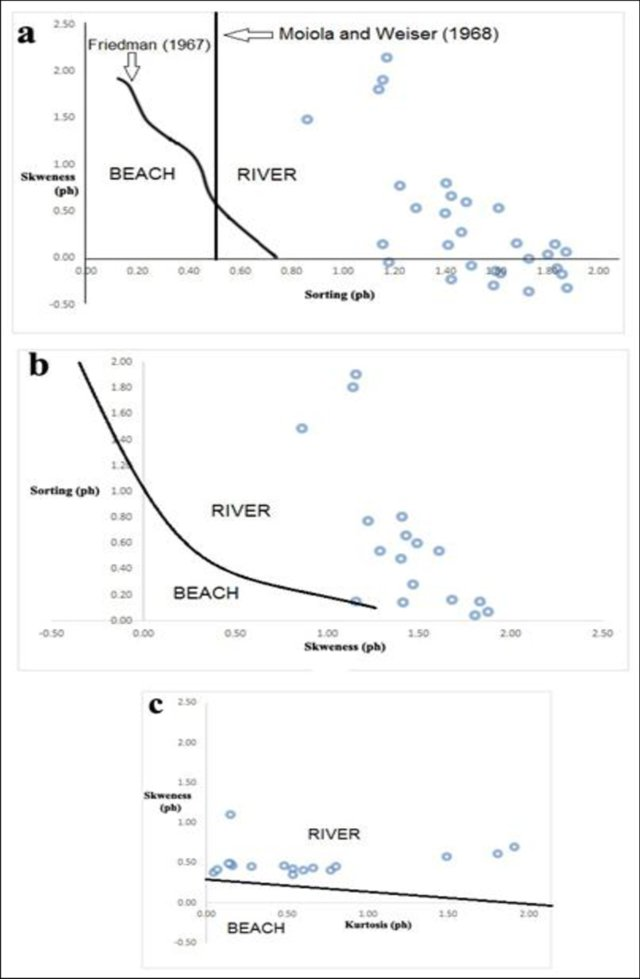 a
2.50
Friedman (1967)
Moiola and Weiser (1968)
2.00
1.50
1.00
BEACH
RIVER
Skweness
(ph)
0.50
0.00
0.00 0.20 0.40 0.60 0.80 1.00 1.20 1.40 1.60 1.80 2.00
Sorting (ph)
-0.50
b
2.00
1.80
1.60
1.40
1.20
Sorting (ph)
1.00
0.80
RIVER
0.60
0.40
0.20
BEACH
0.00
-0.50 0.00 0.50 1.00 1.50 2.00 2.50
Skweness (ph)
c
2.50
2.00
1.50
Skweness
(ph)
1.00
RIVER
0.50
0.00
0.00 0.50 1.00 1.50 2.00
Kurtosis (ph)
BEACH
-0.50